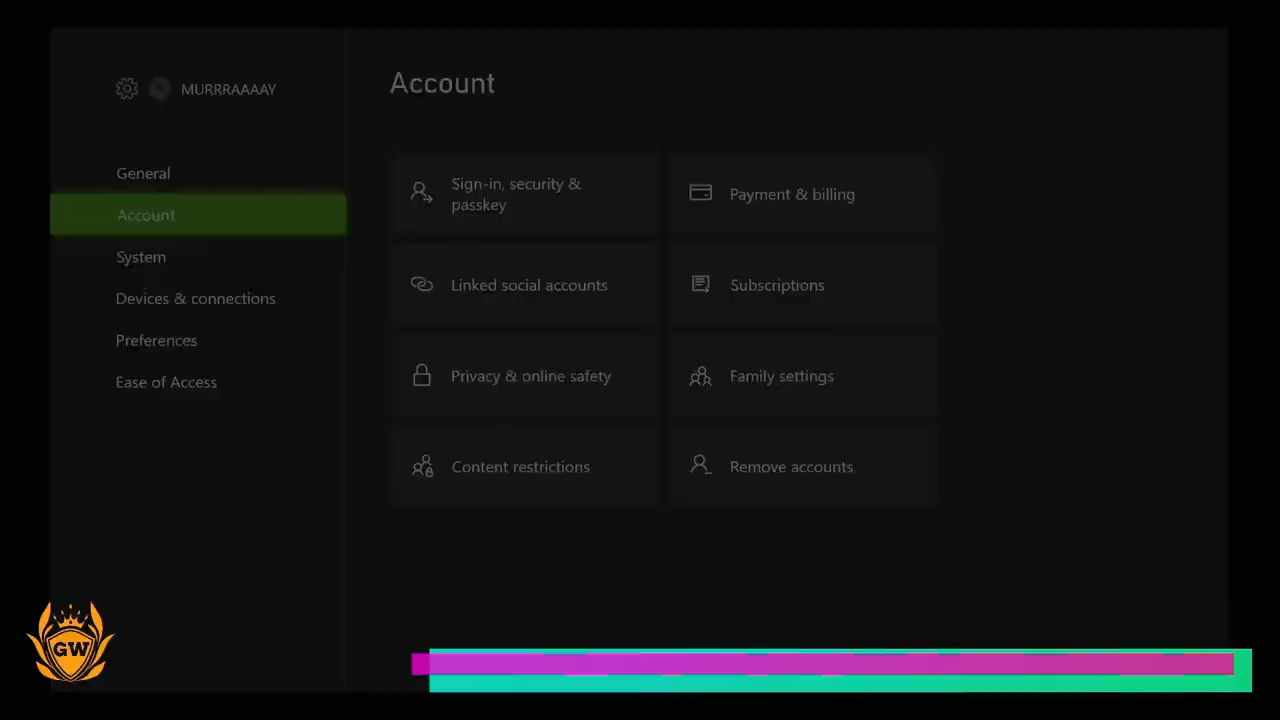 MURRRAAAAY
General
Account
System
Devices & connections
Preferences
Ease of Access
Account
Sign-in, security &
passkey
Payment & billing
Linked social accounts
Subscriptions
Privacy & online safety
Family settings
Content restrictions
Remove accounts
GW